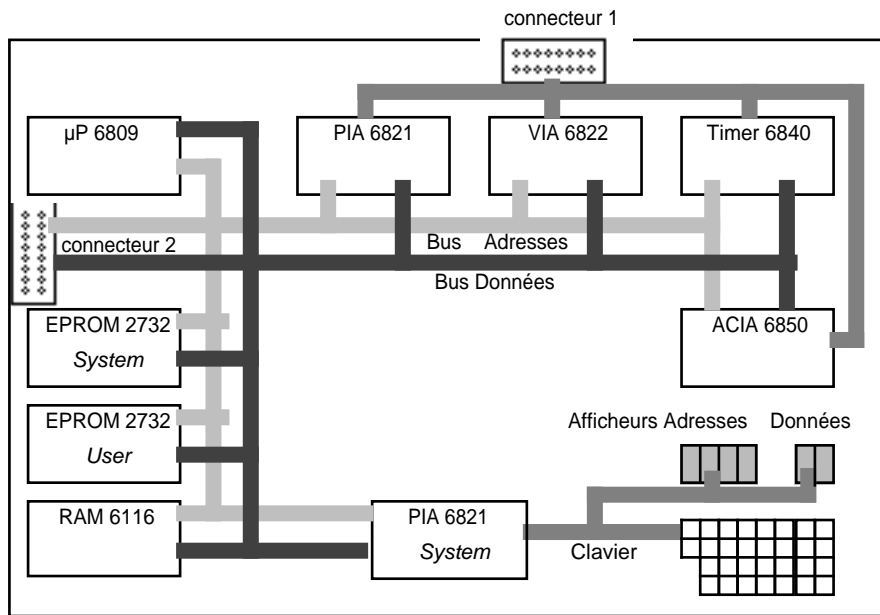 connecteur 1
µP 6809
PIA 6821
VIA 6822
Timer 6840
connecteur 2
Bus Adresses
Bus Données
EPROM 2732
System
ACIA 6850
EPROM 2732
User
Afficheurs Adresses Données
RAM 6116
PIA 6821
System
Clavier